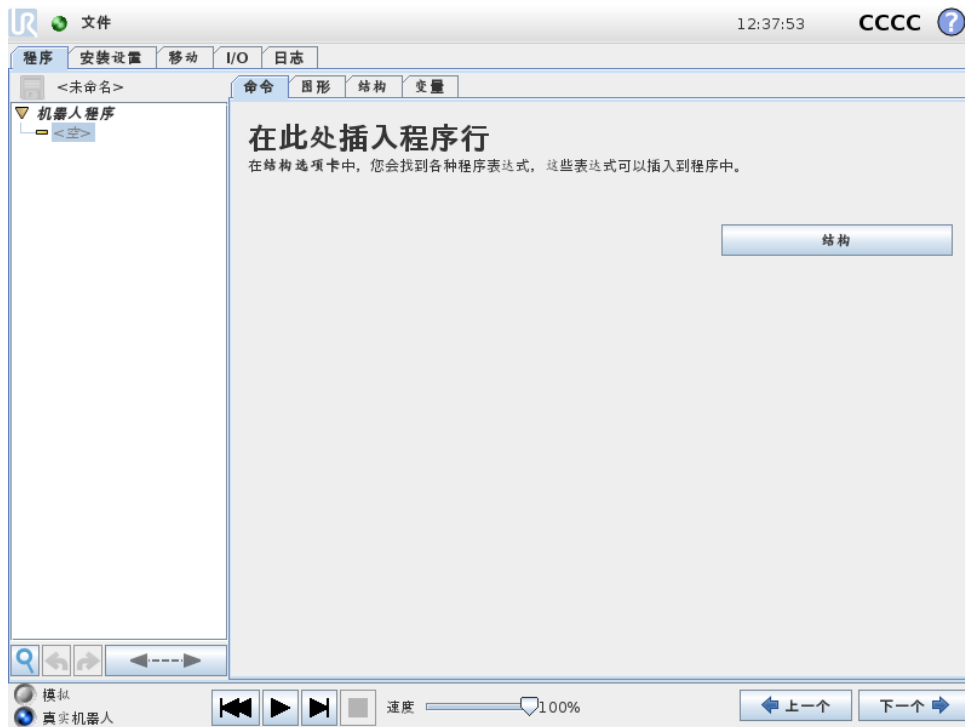 UR 文件 12:37:53 CCCC ?
程序 安装设置 移动 I/O 日志
<未命名>
命令 图形 结构 变量
机器人程序
<空>
在此处插入程序行
在结构选项卡中，您会找到各种程序表达式，这些表达式可以插入到程序中。
结构
模拟
真实机器人
速度 100%
上一个 下一个